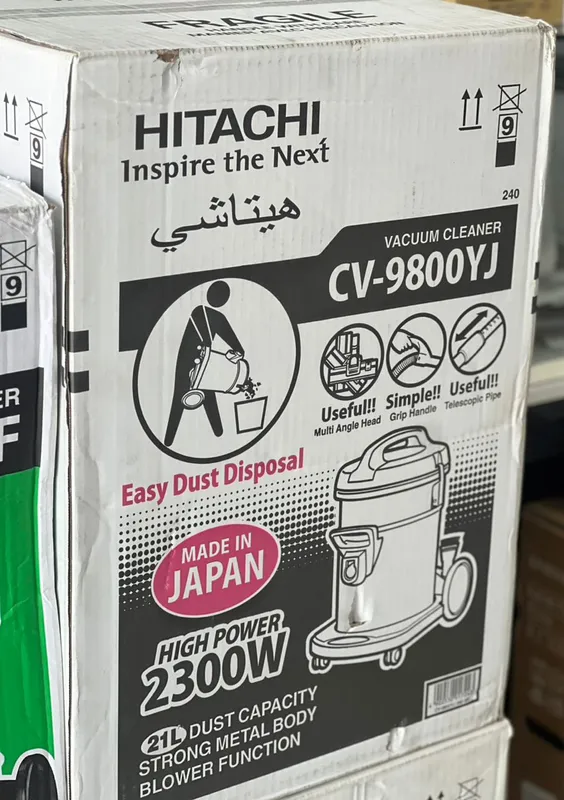 FRAGILE
HITACHI
Inspire the Next
هيتاشي
9
9
9
240
VACUUM CLEANER
CV-9800YJ
Useful!!
Multi Angle Head
Simple!!
Grip Handle
Useful!!
Telescopic Pipe
Easy Dust Disposal
MADE IN
JAPAN
HIGH POWER
2300W
21L DUST CAPACITY
STRONG METAL BODY
BLOWER FUNCTION
ER
F